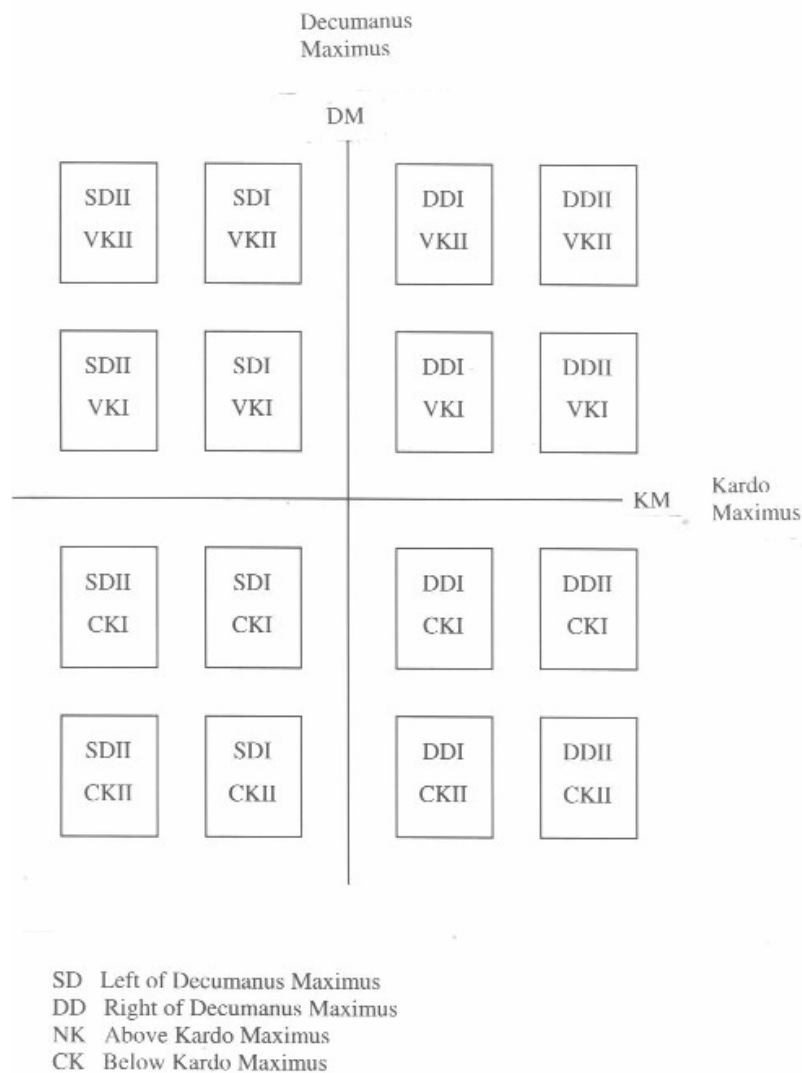 Decumanus
Maximus
DM
SDII SDI DDI DDII
VKII VKII VKII VKII
SDII SDI DDI DDII
VKI VKI VKI VKI
KM
Kardo
Maximus
SDII SDI DDI DDII
CKI CKI CKI CKI
SDII SDI DDI DDII
CKII CKII CKII CKII
SD Left of Decumanus Maximus
DD Right of Decumanus Maximus
NK Above Kardo Maximus
CK Below Kardo Maximus